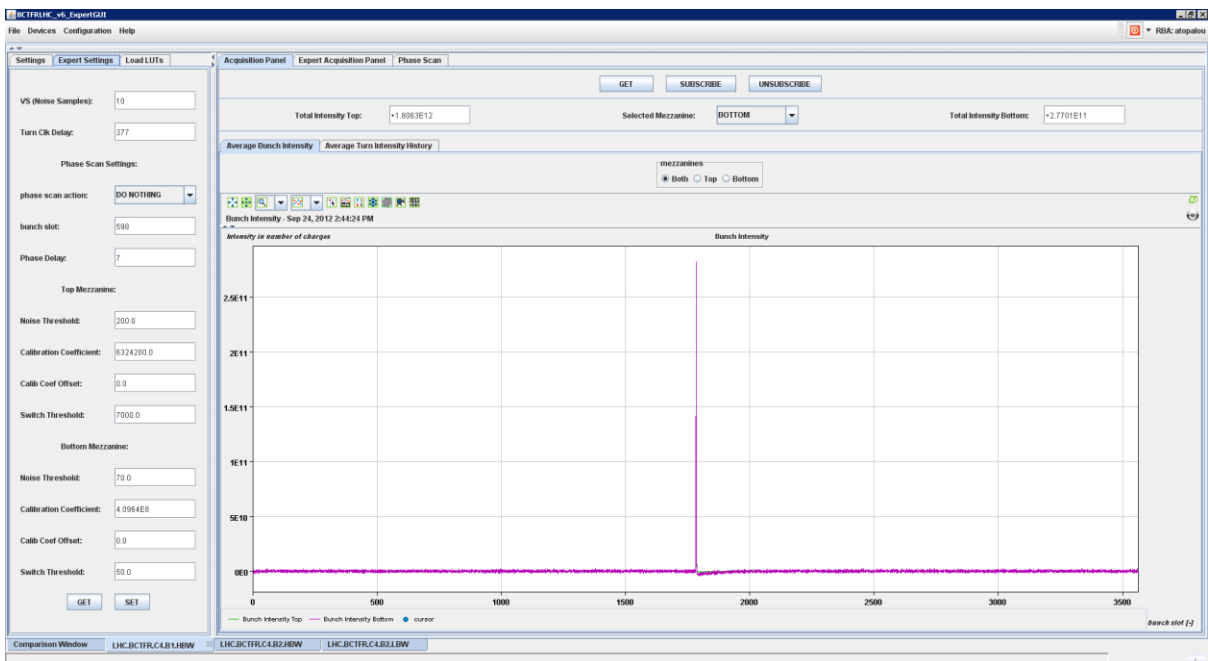 BCTFRLHC_v6_ExpertGUI
File Devices Configuration Help
RBA: atopalou
Settings Expert Settings Load LUTs
VS (Noise Samples): 10
Turn Clk Delay: 377
Phase Scan Settings:
phase scan action: DO NOTHING
bunch slot: 598
Phase Delay: 7
Top Mezzanine:
Noise Threshold: 200.0
Calibration Coefficient: 6324200.0
Calib Coef Offset: 0.0
Switch Threshold: 7000.0
Bottom Mezzanine:
Noise Threshold: 70.0
Calibration Coefficient: 4.0964E8
Calib Coef Offset: 0.0
Switch Threshold: 50.0
GET SET
Acquisition Panel Expert Acquisition Panel Phase Scan
GET SUBSCRIBE UNSUBSCRIBE
Total Intensity Top: +1.8063E12 Selected Mezzanine: BOTTOM Total Intensity Bottom: +2.7701E11
Average Bunch Intensity Average Turn Intensity History
mezzanines
Both Top Bottom
Bunch Intensity - Sep 24, 2012 2:44:24 PM
Intensity in number of charges Bunch Intensity
2.5E11
2E11
1.5E11
1E11
5E10
0E0
0 500 1000 1500 2000 2500 3000 3500
Bunch Intensity Top Bunch Intensity Bottom cursor
bunch slot [-]
Comparison Window LHC.BCTFR.C4.B1.HBW LHC.BCTFR.C4.B2.HBW LHC.BCTFR.C4.B2.LBW